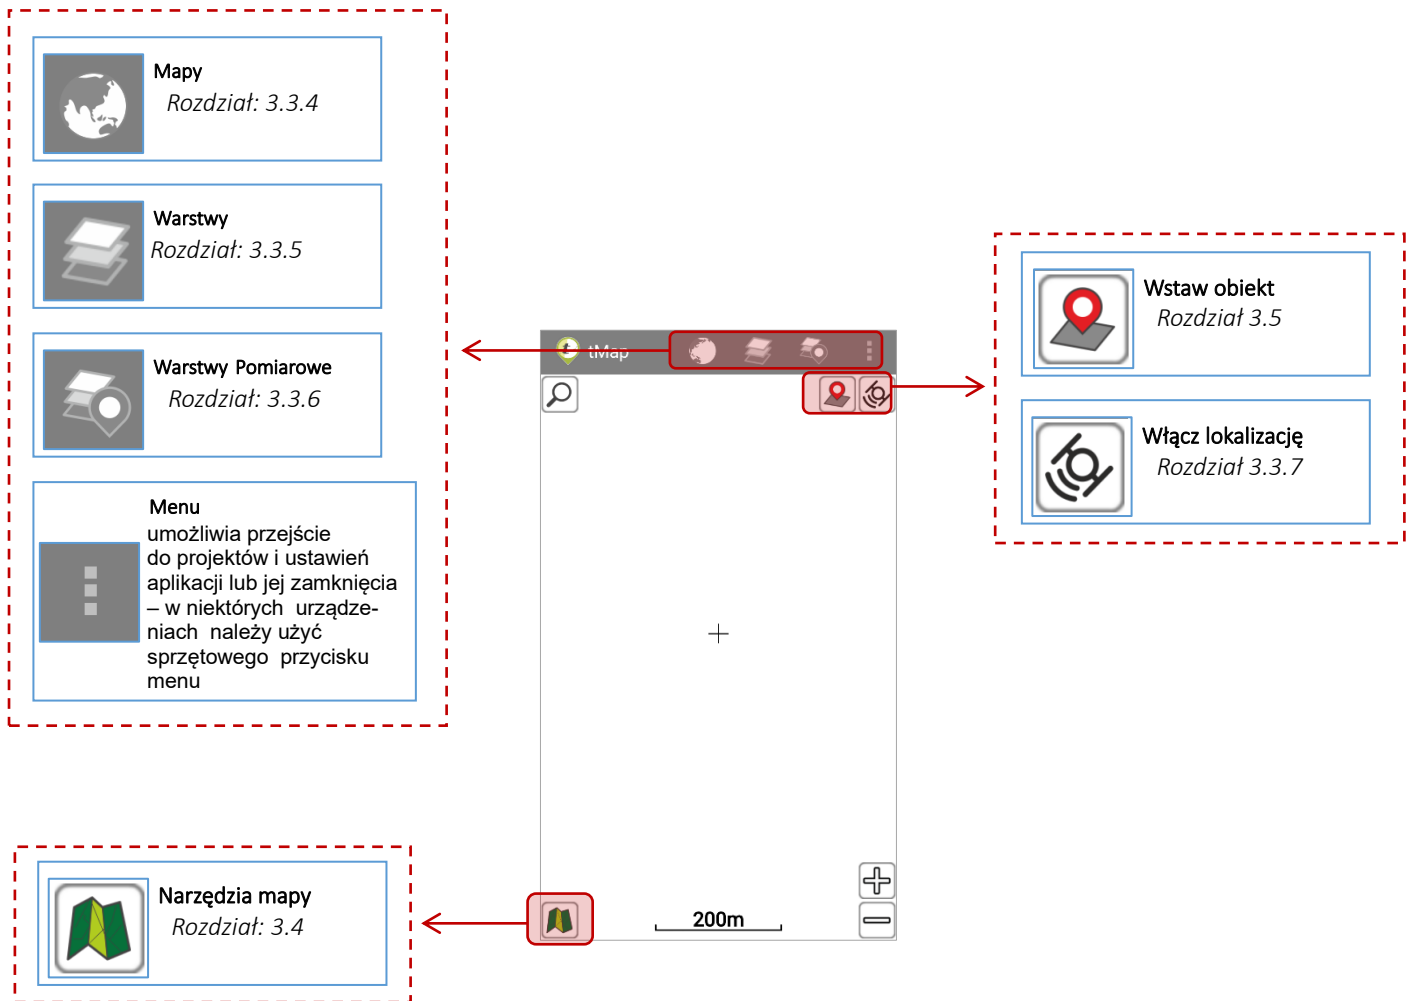 Mapy
Rozdział: 3.3.4
Warstwy
Rozdział: 3.3.5
Warstwy Pomiarowe
Rozdział: 3.3.6
Menu
umożliwia przejście
do projektów i ustawień
aplikacji lub jej zamknięcia
– w niektórych urządze-
niach należy użyć
sprzętowego przycisku
menu
tMap
200m
Wstaw obiekt
Rozdział 3.5
Włącz lokalizację
Rozdział 3.3.7
Narzędzia mapy
Rozdział: 3.4